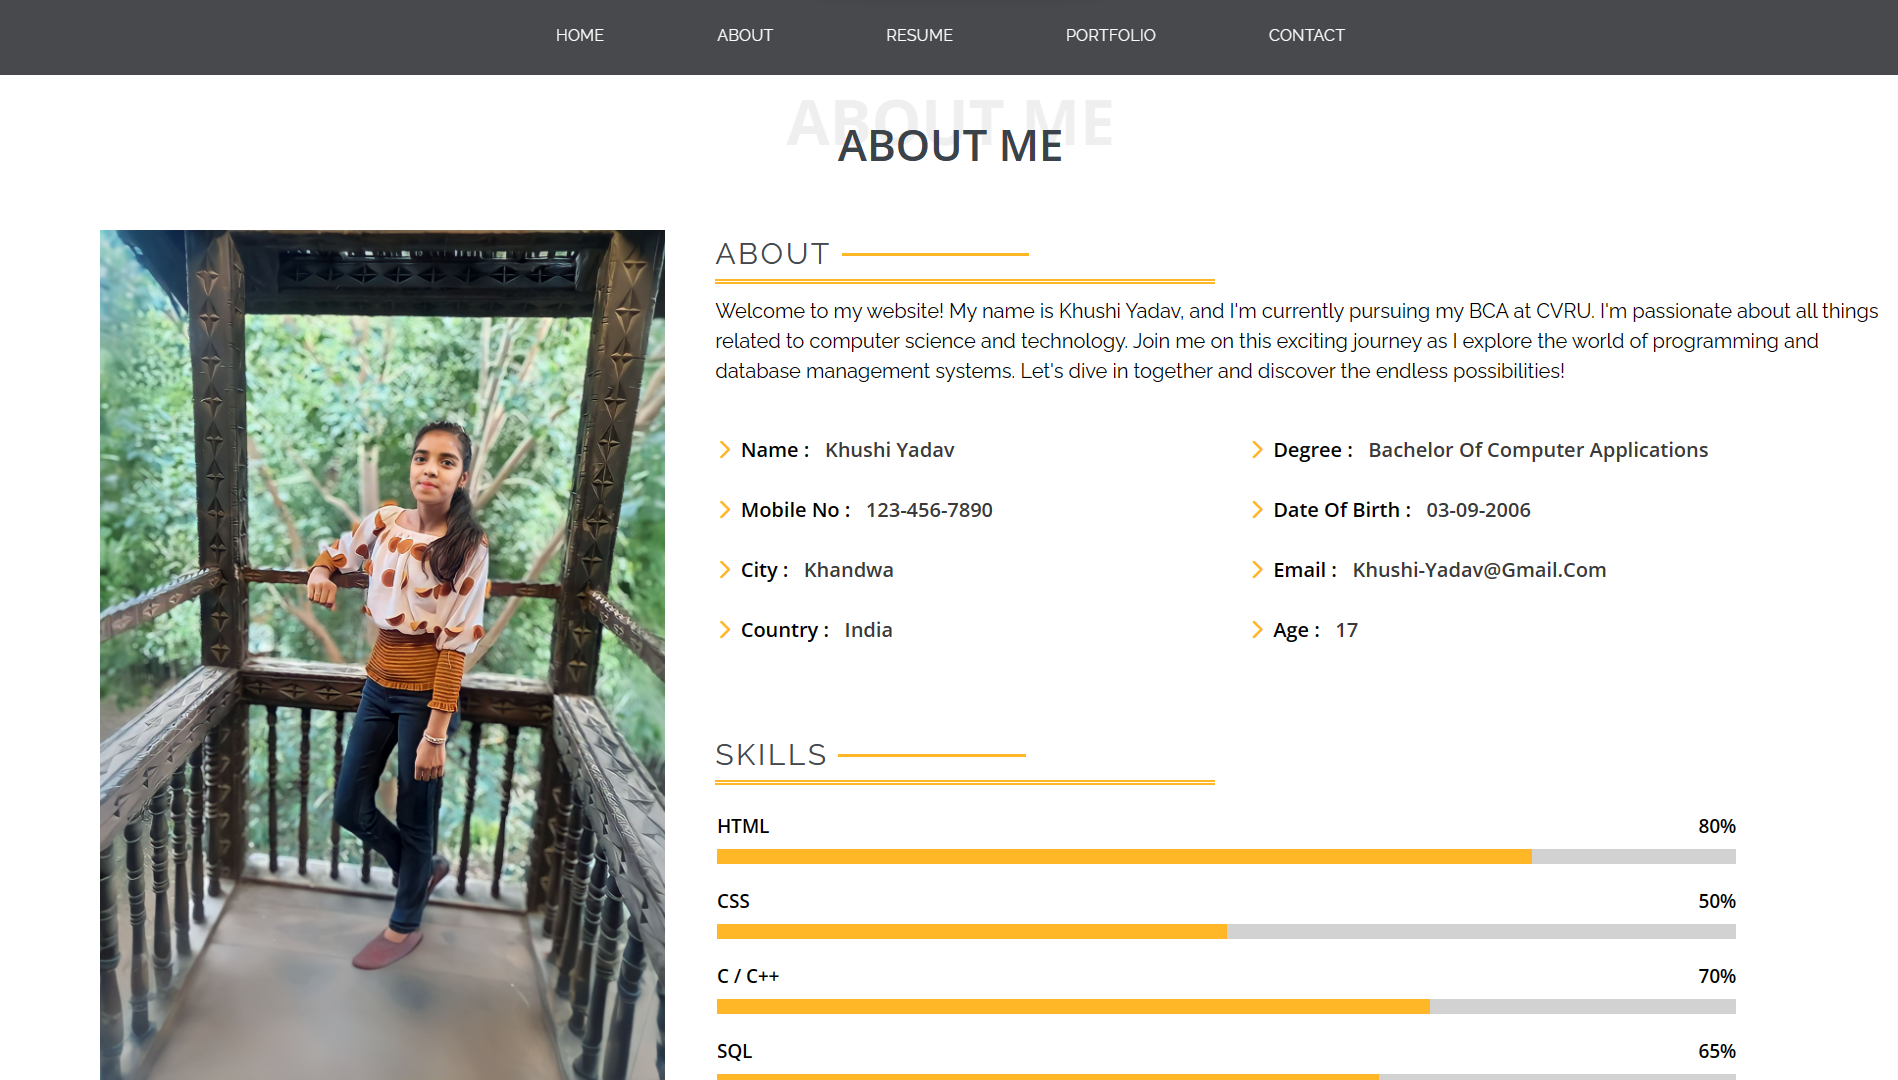 HOME ABOUT RESUME PORTFOLIO CONTACT
ABOUT ME
ABOUT ME
ABOUT
Welcome to my website! My name is Khushi Yadav, and I'm currently pursuing my BCA at CVRU. I'm passionate about all things
related to computer science and technology. Join me on this exciting journey as I explore the world of programming and
database management systems. Let's dive in together and discover the endless possibilities!
Name : Khushi Yadav
Degree : Bachelor Of Computer Applications
Mobile No : 123-456-7890
Date Of Birth : 03-09-2006
City : Khandwa
Email : Khushi-Yadav@Gmail.Com
Country : India
Age : 17
SKILLS
HTML 80%
CSS 50%
C / C++ 70%
SQL 65%